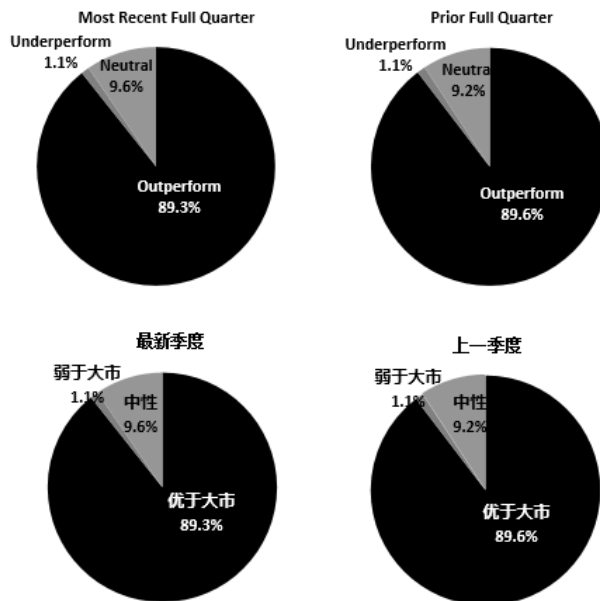 Most Recent Full Quarter
Underperform
1.1%
Neutral
9.6%
Outperform
89.3%
Prior Full Quarter
Underperform
1.1%
Neutra
9.2%
Outperform
89.6%
最新季度
弱于大市
1.1%
中性
9.6%
优于大市
89.3%
上一季度
弱于大市
1.1%
中性
9.2%
优于大市
89.6%